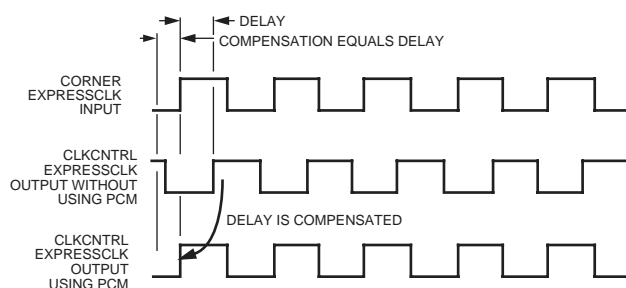 DELAY
COMPENSATION EQUALS DELAY
CORNER
EXPRESSCLK
INPUT
CLKCNTRL
EXPRESSCLK
OUTPUT WITHOUT
USING PCM
DELAY IS COMPENSATED
CLKCNTRL
EXPRESSCLK
OUTPUT
USING PCM